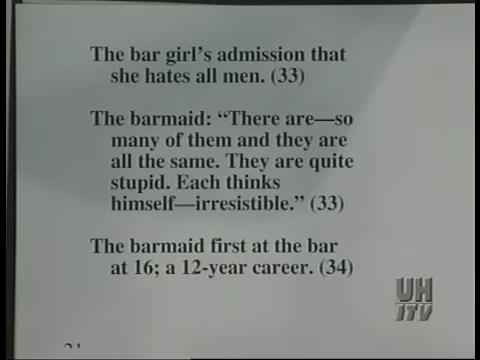 The bar girl's admission that
she hates all men. (33)
The barmaid: “There are—so
many of them and they are
all the same. They are quite
stupid. Each thinks
himself—irresistible.” (33)
The barmaid first at the bar
at 16; a 12-year career. (34)
UH
ITV